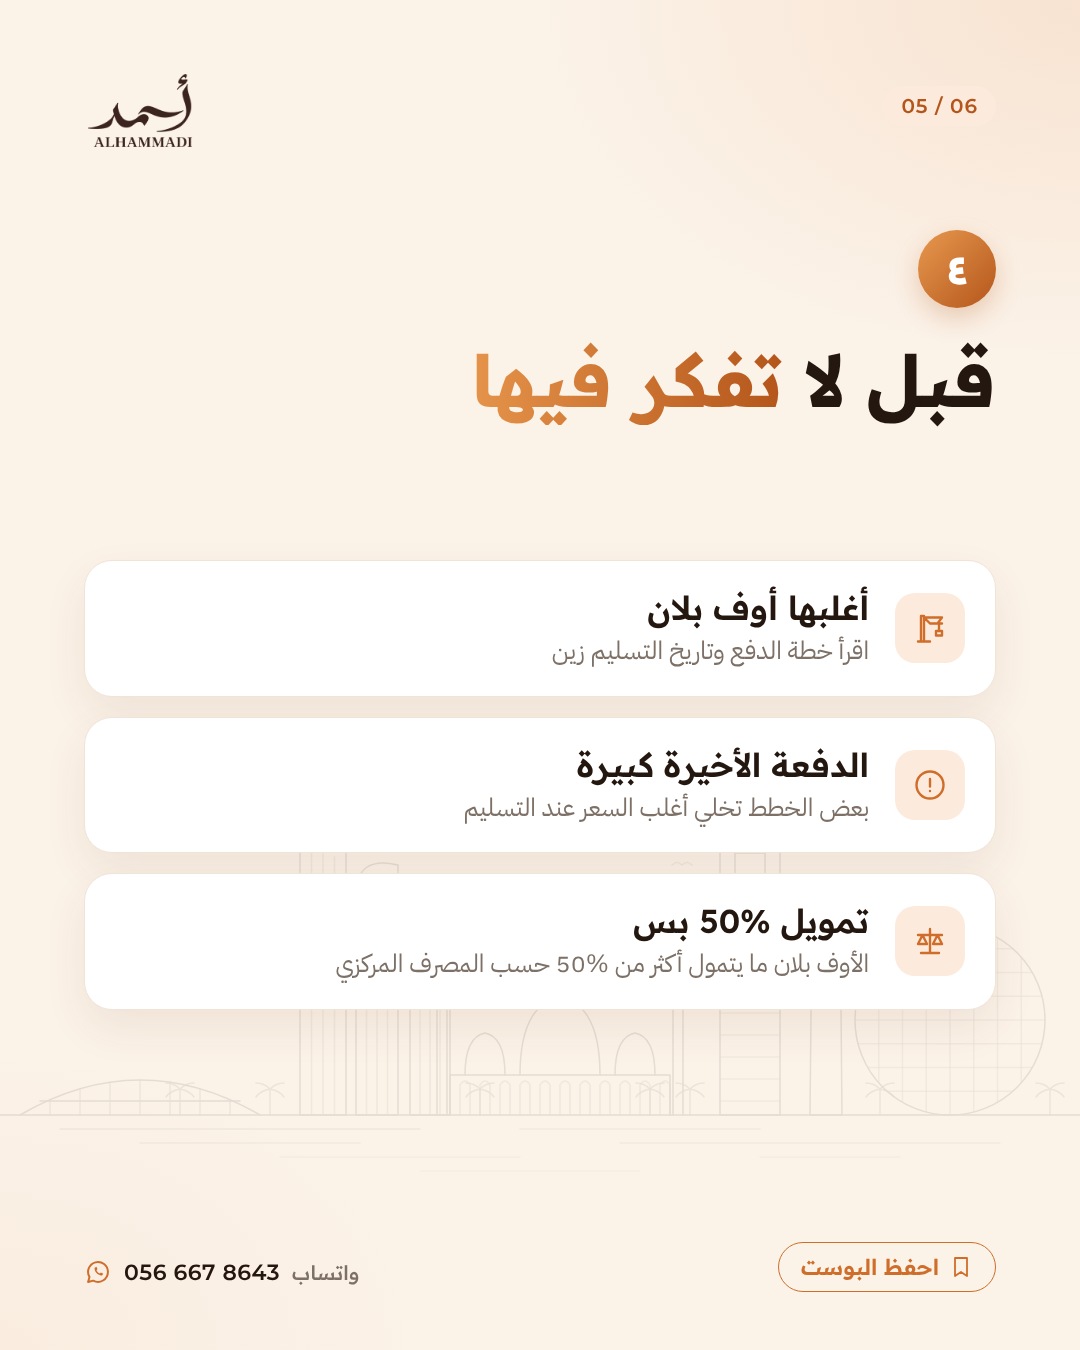 أحمد
ALHAMMADI
05 / 06
٤
قبل لا تفكر فيها
أغلبها أوف بلان
اقرأ خطة الدفع وتاريخ التسليم زين
الدفعة الأخيرة كبيرة
بعض الخطط تخلي أغلب السعر عند التسليم
تمويل 50% بس
الأوف بلان ما يتمول أكثر من 50% حسب المصرف المركزي
احفظ البوست
واتساب 056 667 8643